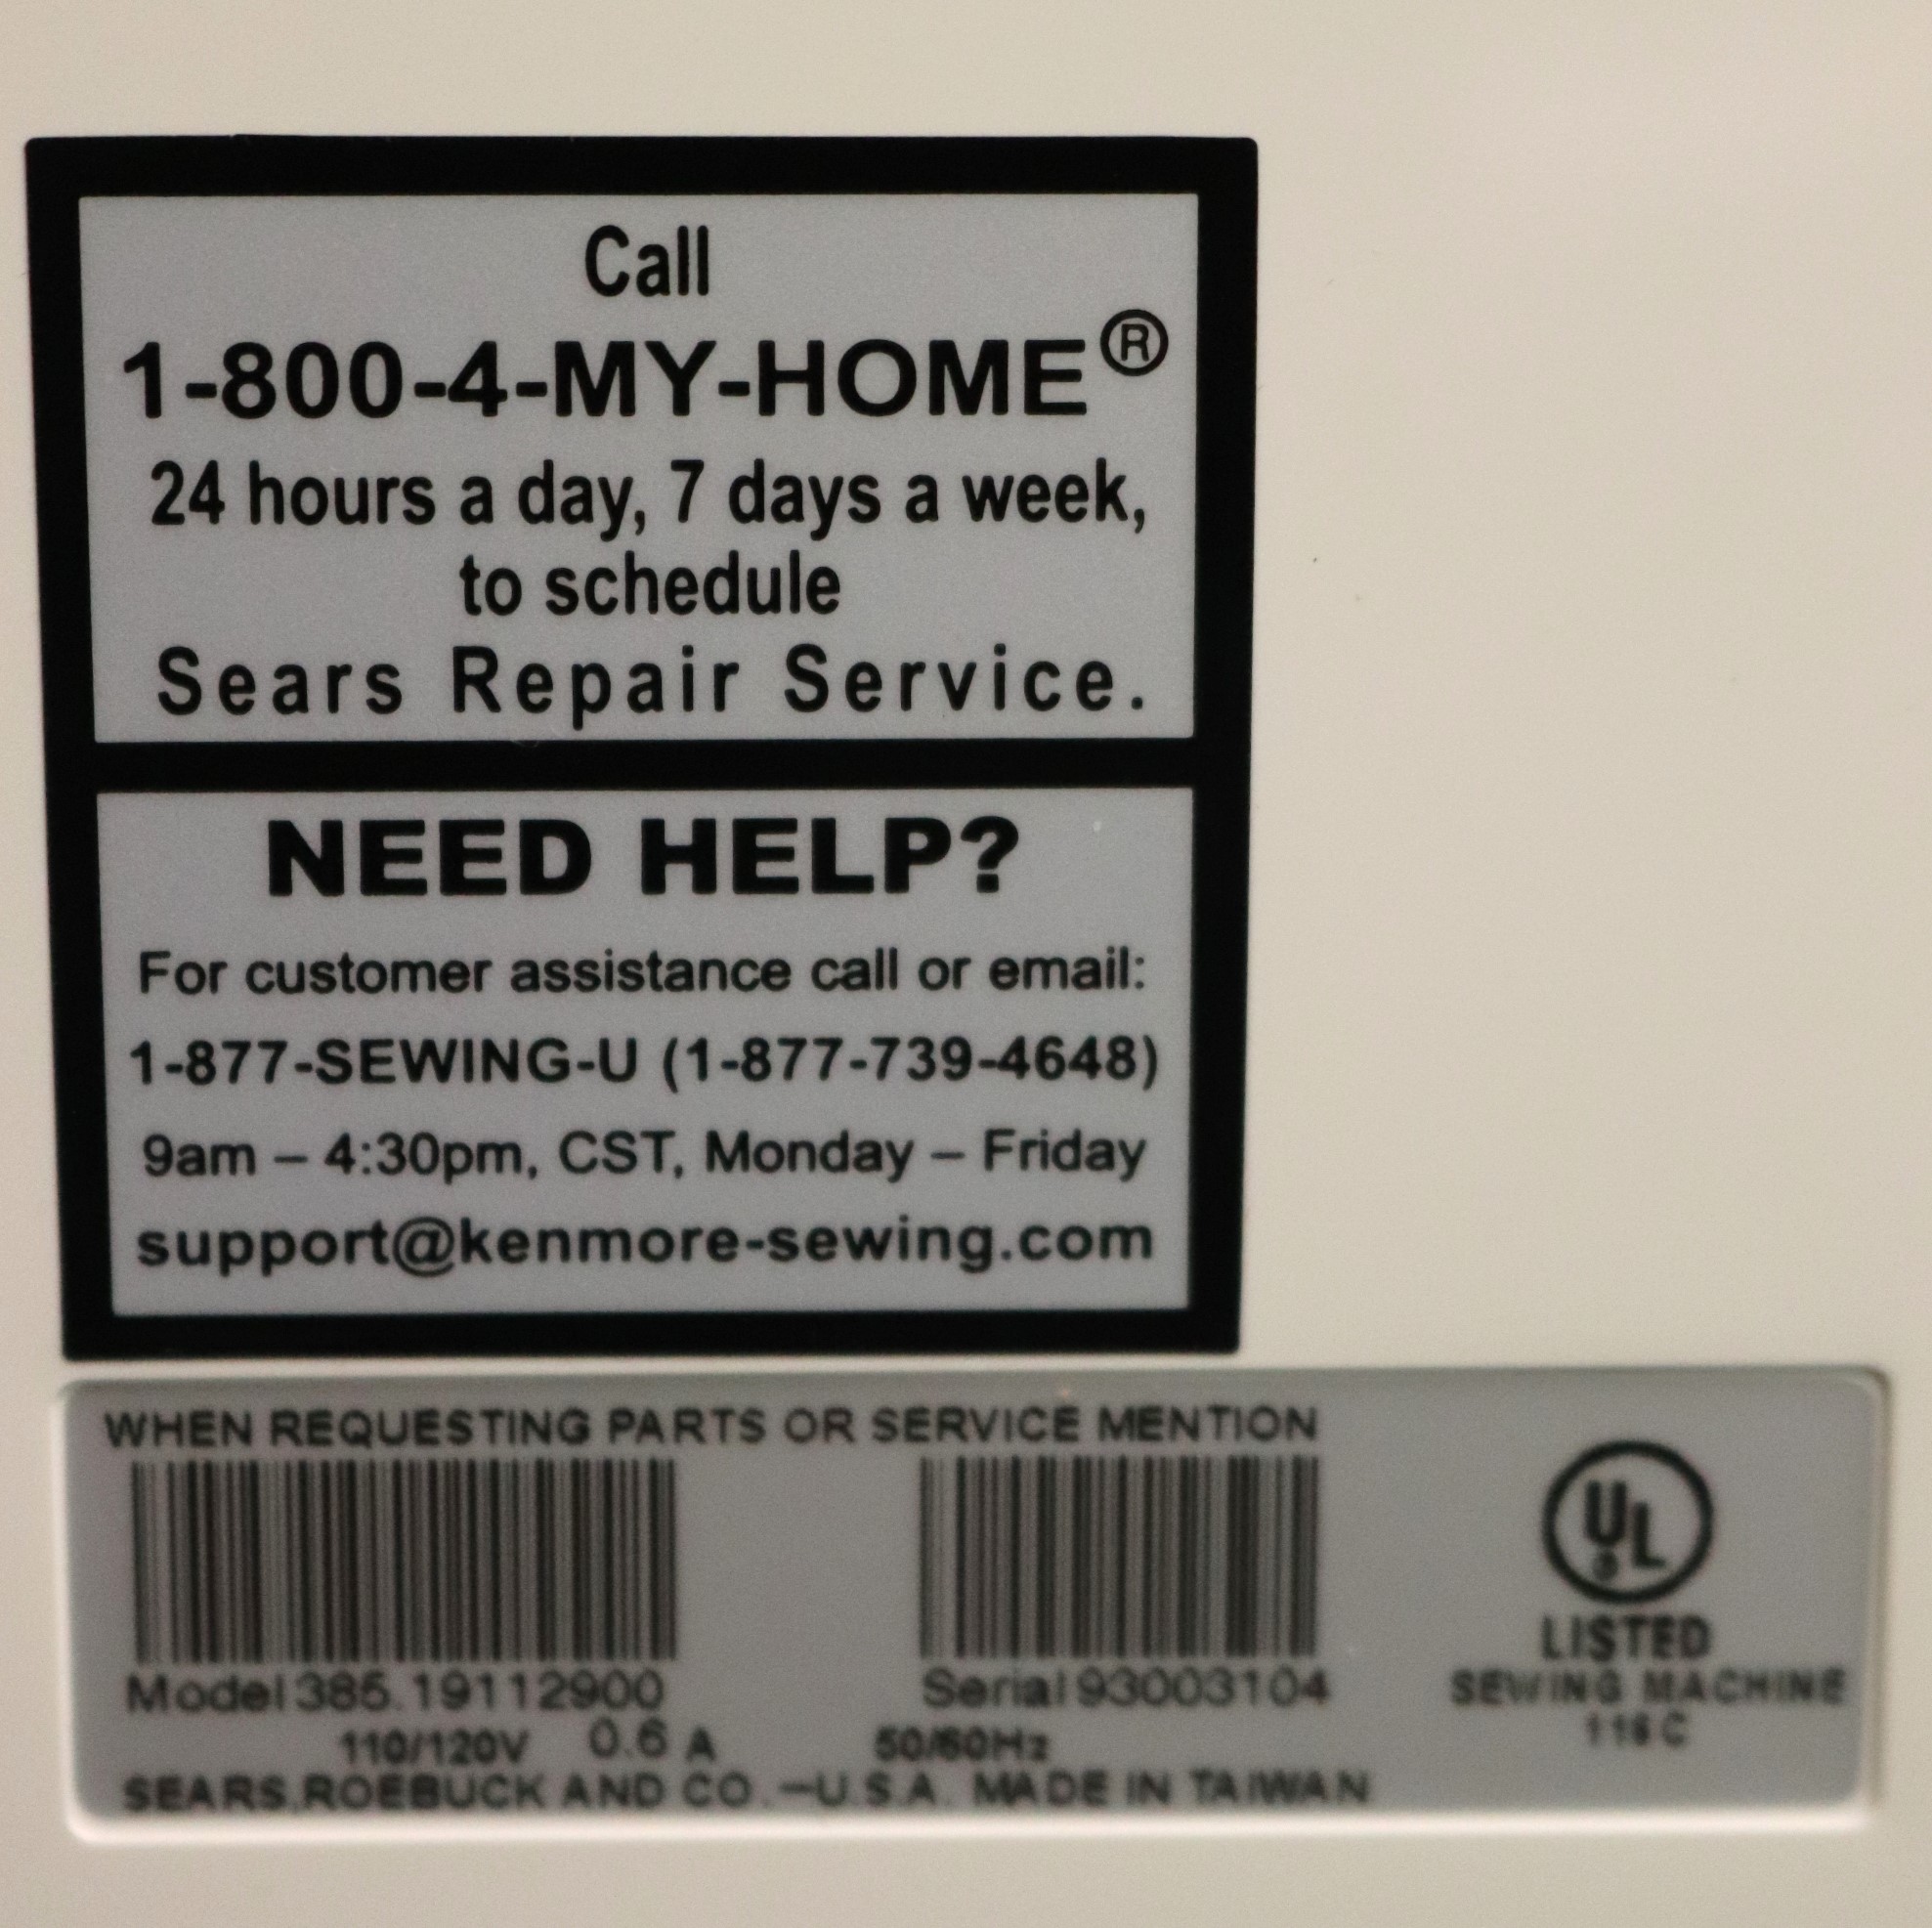 Call
1-800-4-MY-HOME®
24 hours a day, 7 days a week,
to schedule
Sears Repair Service.
NEED HELP?
For customer assistance call or email:
1-877-SEWING-U (1-877-739-4648)
9am – 4:30pm, CST, Monday – Friday
support@kenmore-sewing.com
WHEN REQUESTING PARTS OR SERVICE MENTION
Model 385.19112900 Serial 93003104
110/120V 0.6 A 50/60Hz
SEARS,ROEBUCK AND CO.—U.S.A. MADE IN TAIWAN
UL
LISTED
SEWING MACHINE